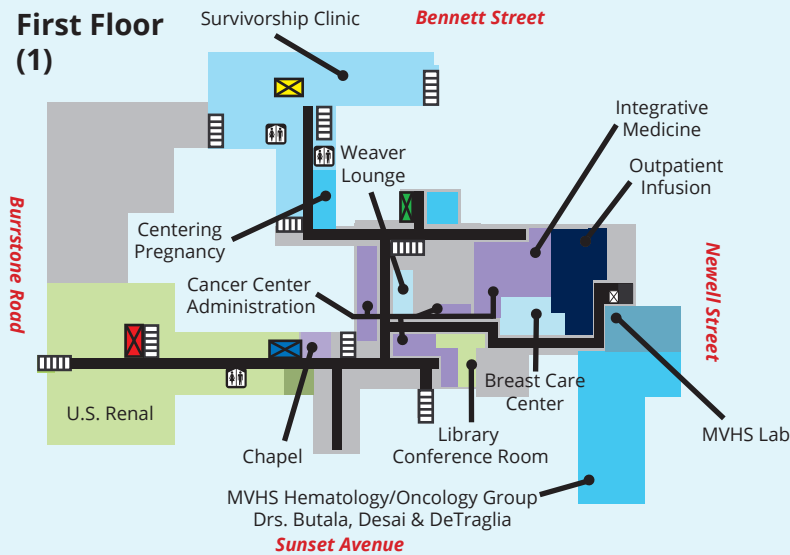 First Floor
(1)
Survivorship Clinic
Bennett Street
Integrative
Medicine
Weaver
Lounge
Outpatient
Infusion
Burrstone Road
Centering
Pregnancy
Newell Street
Cancer Center
Administration
U.S. Renal
Breast Care
Center
MVHS Lab
Chapel
Library
Conference Room
MVHS Hematology/Oncology Group
Drs. Butala, Desai & DeTraglia
Sunset Avenue